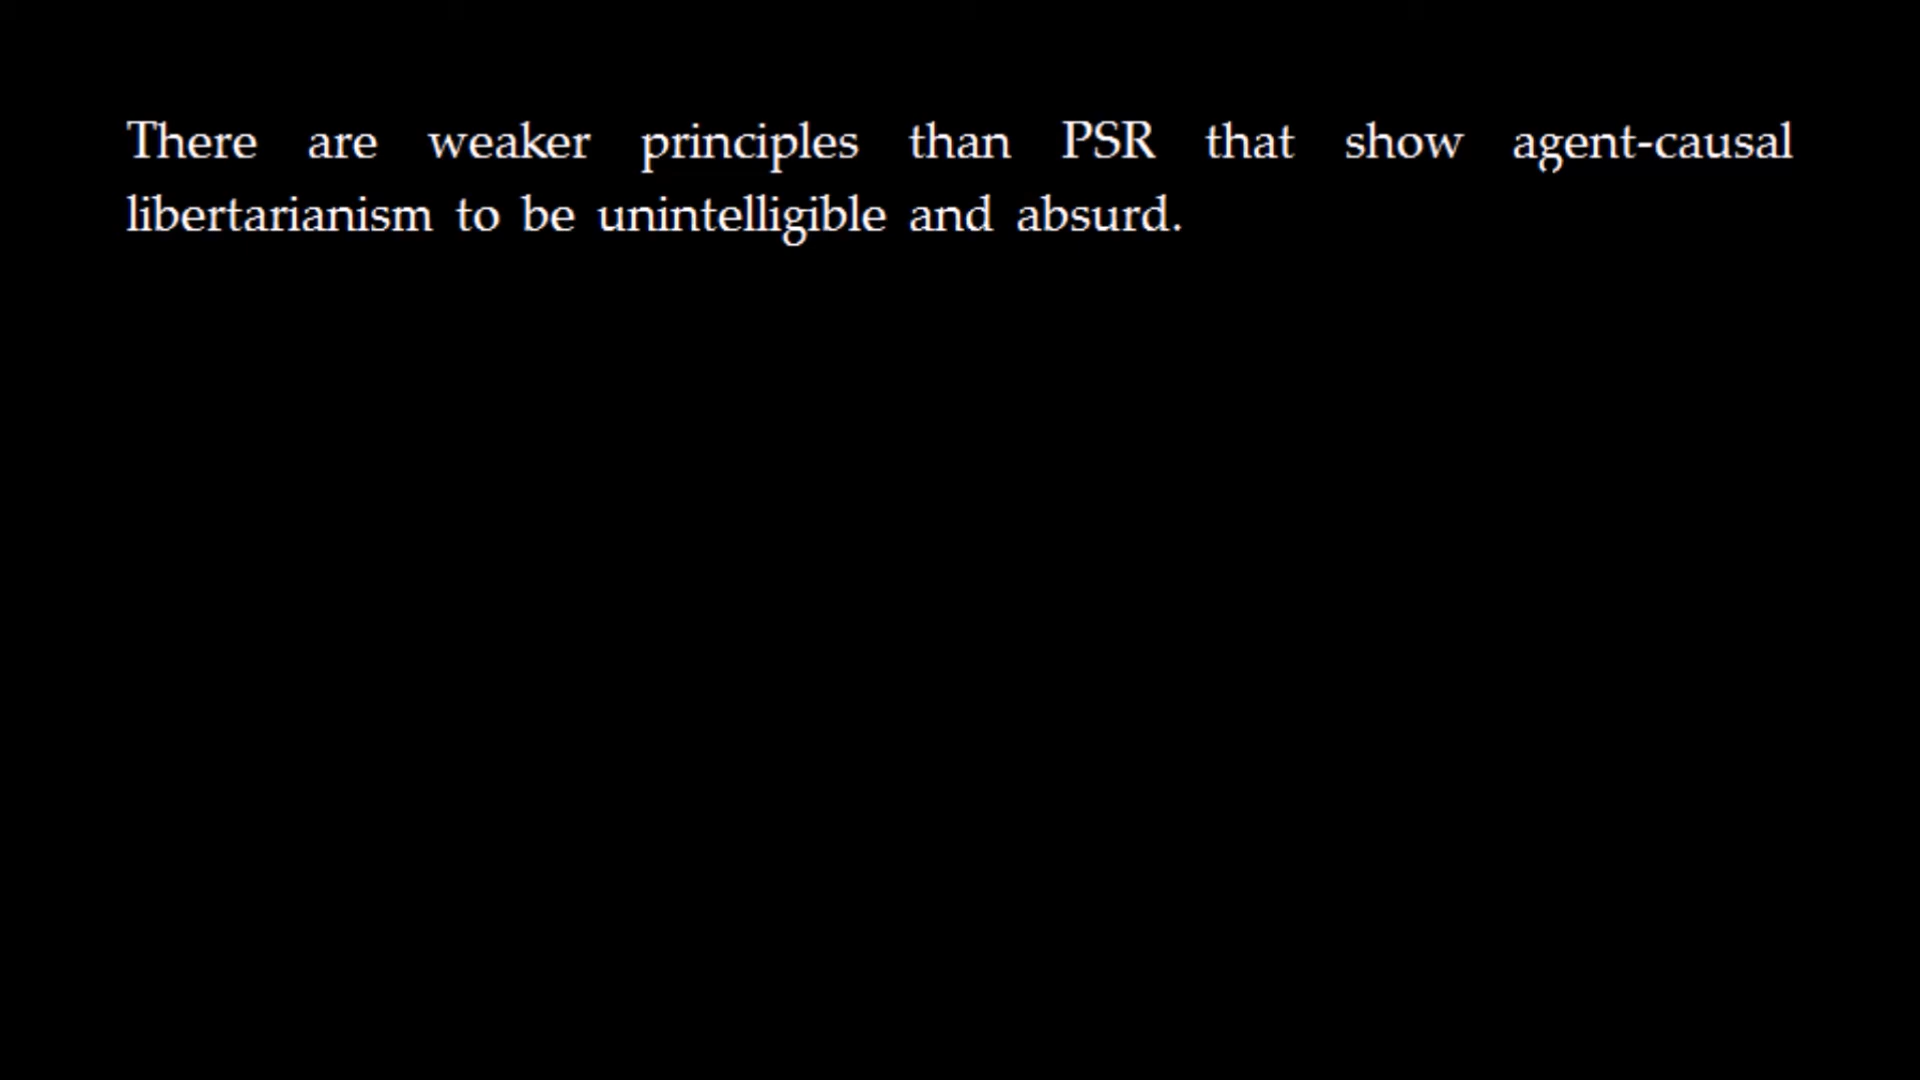 There are weaker principles than PSR that show agent-causal
libertarianism to be unintelligible and absurd.